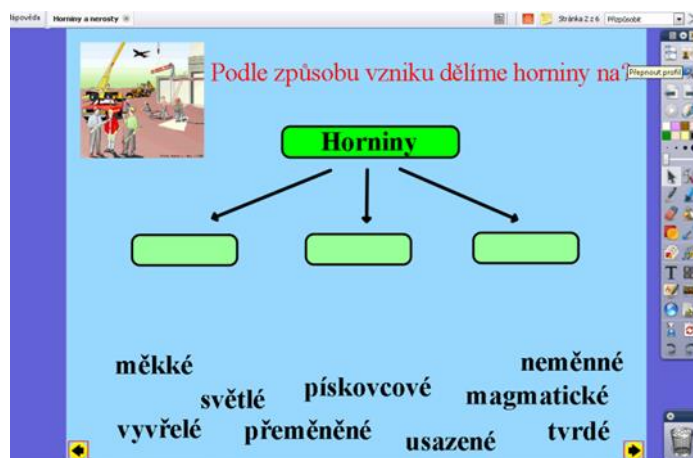 ápověda
Horniny a nerosty
Stránka 2 z 6
Přizpůsobit
Podle způsobu vzniku dělíme horniny na?
Přepnout profil
Horniny
měkké
neměnné
světlé
pískovcové
magmatické
vyvřelé
přeměněné
usazené
tvrdé